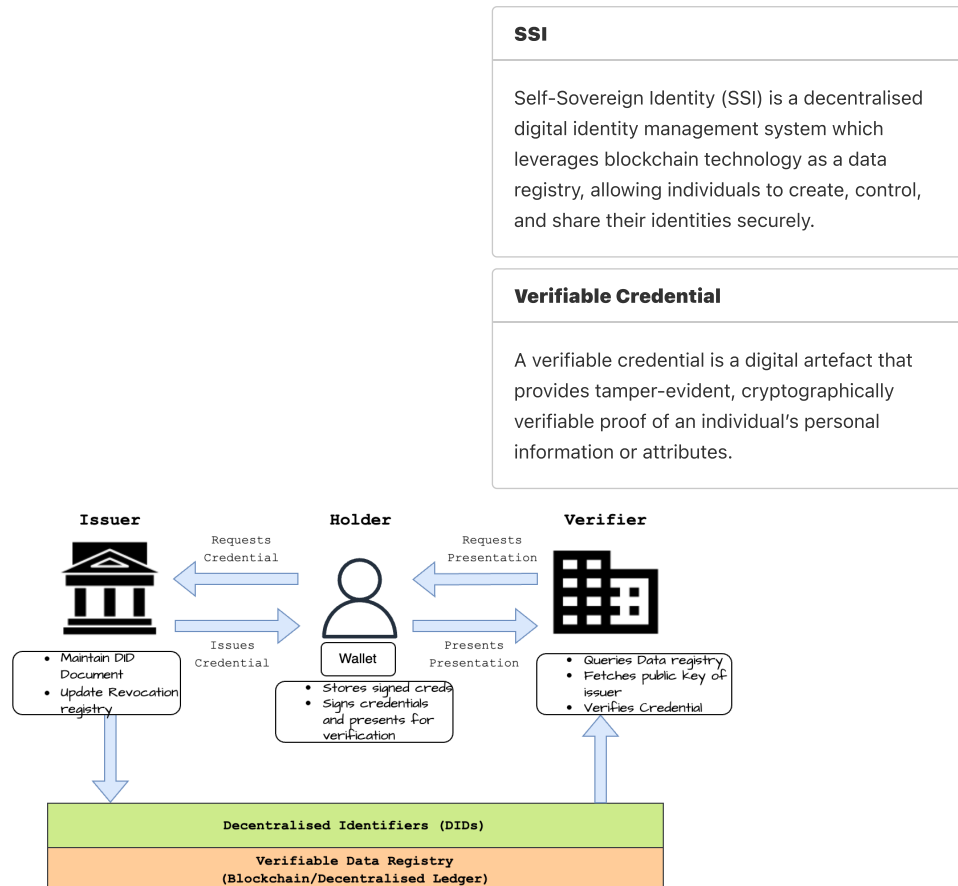 SSI
Self-Sovereign Identity (SSI) is a decentralised
digital identity management system which
leverages blockchain technology as a data
registry, allowing individuals to create, control,
and share their identities securely.
Verifiable Credential
A verifiable credential is a digital artefact that
provides tamper-evident, cryptographically
verifiable proof of an individual's personal
information or attributes.
Issuer
Holder
Verifier
Requests
Credential
Requests
Presentation
Issues
Credential
Presents
Presentation
Wallet
• Maintain DID
Document
• Update Revocation
registry
• Stores signed creds
• Signs credentials
and presents for
verification
• Queries Data registry
• Fetches public key of
issuer
• Verifies Credential
Decentralised Identifiers (DIDs)
Verifiable Data Registry
(Blockchain/Decentralised Ledger)